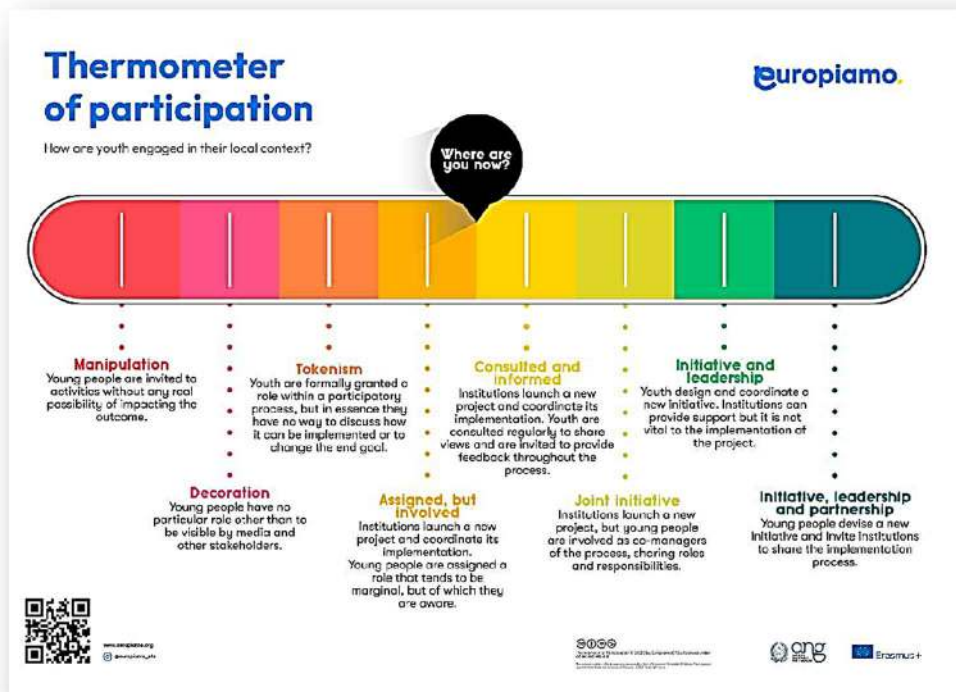 Thermometer
of participation
europiamo.
How are youth engaged in their local context?
Where are
you now?
Manipulation
Young people are invited to
activities without any real
possibility of impacting the
outcome.
Tokenism
Youth are formally granted a
role within a participatory
process, but in essence they
have no way to discuss how
it can be implemented or to
change the end goal.
Consulted and
informed
Institutions launch a new
project and coordinate its
implementation. Youth are
consulted regularly to share
views and are invited to provide
feedback throughout the
process.
Initiative and
leadership
Youth design and coordinate a
new initiative. Institutions can
provide support but it is not
vital to the implementation of
the project.
Decoration
Young people have no
particular role other than to
be visible by media and
other stakeholders.
Assigned, but
involved
Institutions launch a new
project and coordinate its
implementation.
Young people are assigned a
role that tends to be
marginal, but of which they
are aware.
Joint initiative
Institutions launch a new
project, but young people
are involved as co-managers
of the process, sharing roles
and responsibilities.
Initiative, leadership
and partnership
Young people devise a new
initiative and invite institutions
to share the implementation
process.
www.europiamo.org
ang
Erasmus+